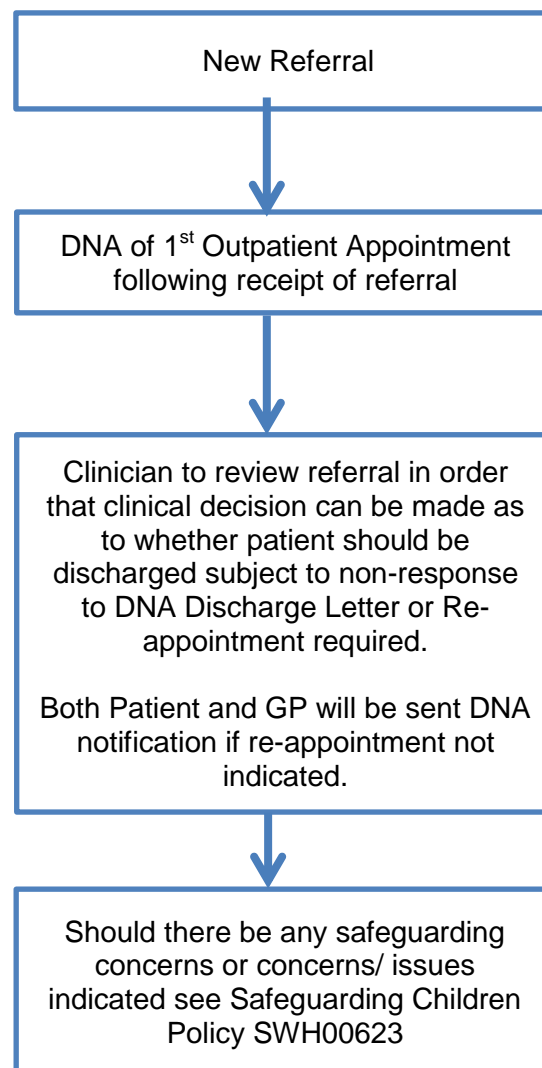 New Referral
DNA of 1st Outpatient Appointment
following receipt of referral
Clinician to review referral in order
that clinical decision can be made as
to whether patient should be
discharged subject to non-response
to DNA Discharge Letter or Re-
appointment required.
Both Patient and GP will be sent DNA
notification if re-appointment not
indicated.
Should there be any safeguarding
concerns or concerns/ issues
indicated see Safeguarding Children
Policy SWH00623